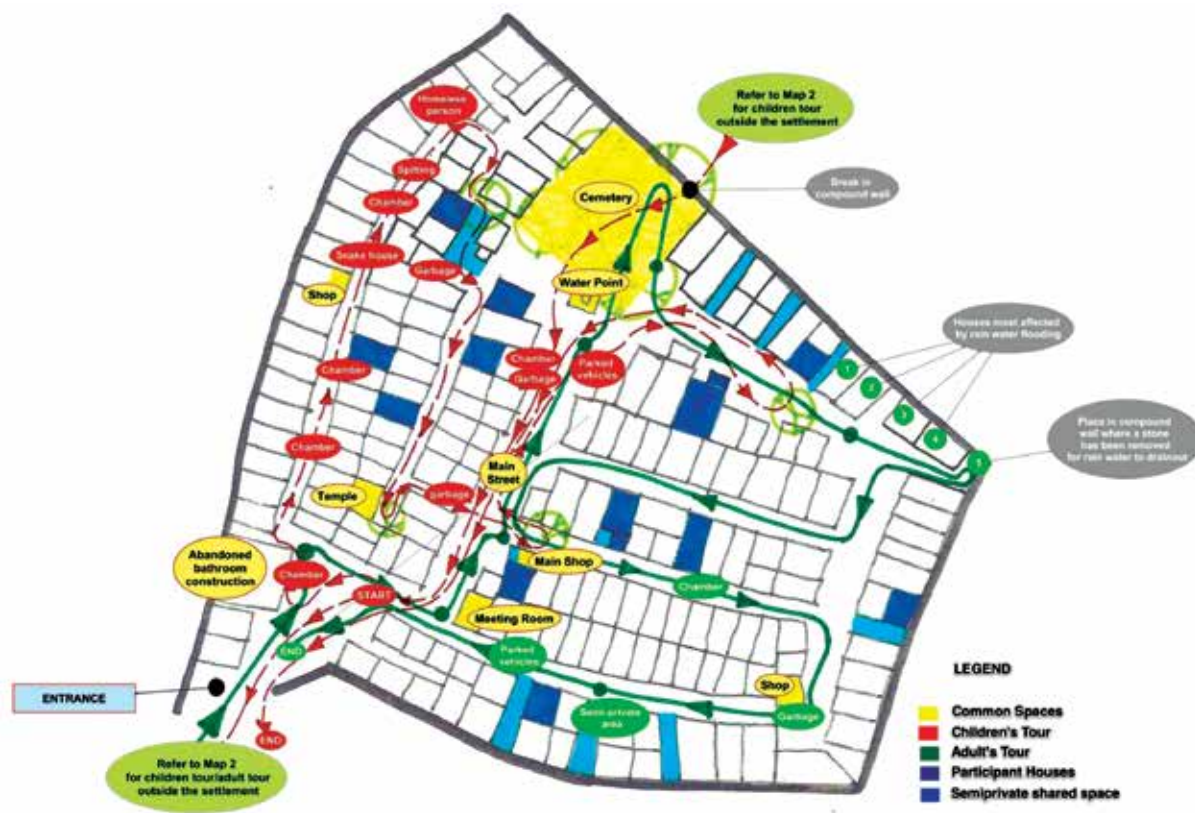 Refer to Map 2
for children tour
outside the settlement
Homeless
person
Break in
compound wall
Spitting
Cemetery
Chamber
Snake house
Garbage
Water Point
Shop
Houses most affected
by rain water flooding
Chamber
Garbage
Parked
vehicles
Chamber
1
2
3
4
5
Place in compound
wall where a stone
has been removed
for rain water to drainout
Chamber
Main
Street
Temple
garbage
Abandoned
bathroom
construction
Main Shop
Chamber
Chamber
START
Meeting Room
END
Parked
vehicles
Shop
ENTRANCE
Semi-private
area
Garbage
END
Refer to Map 2
for children tour/adult tour
outside the settlement
LEGEND
Common Spaces
Children's Tour
Adult's Tour
Participant Houses
Semiprivate shared space